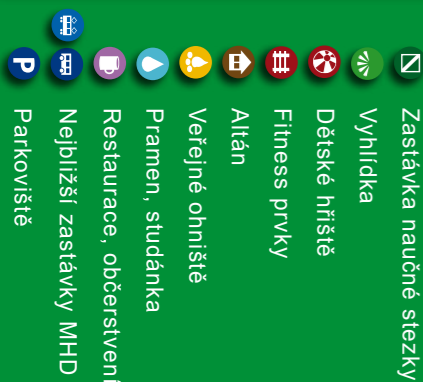 Zastávka naučné stezky
Vyhlídka
Dětské hřiště
Fitness prvky
Altán
Veřejné ohniště
Pramen, studánka
Restaurace, občerstvení
Nejbližší zastávky MHD
P Parkoviště